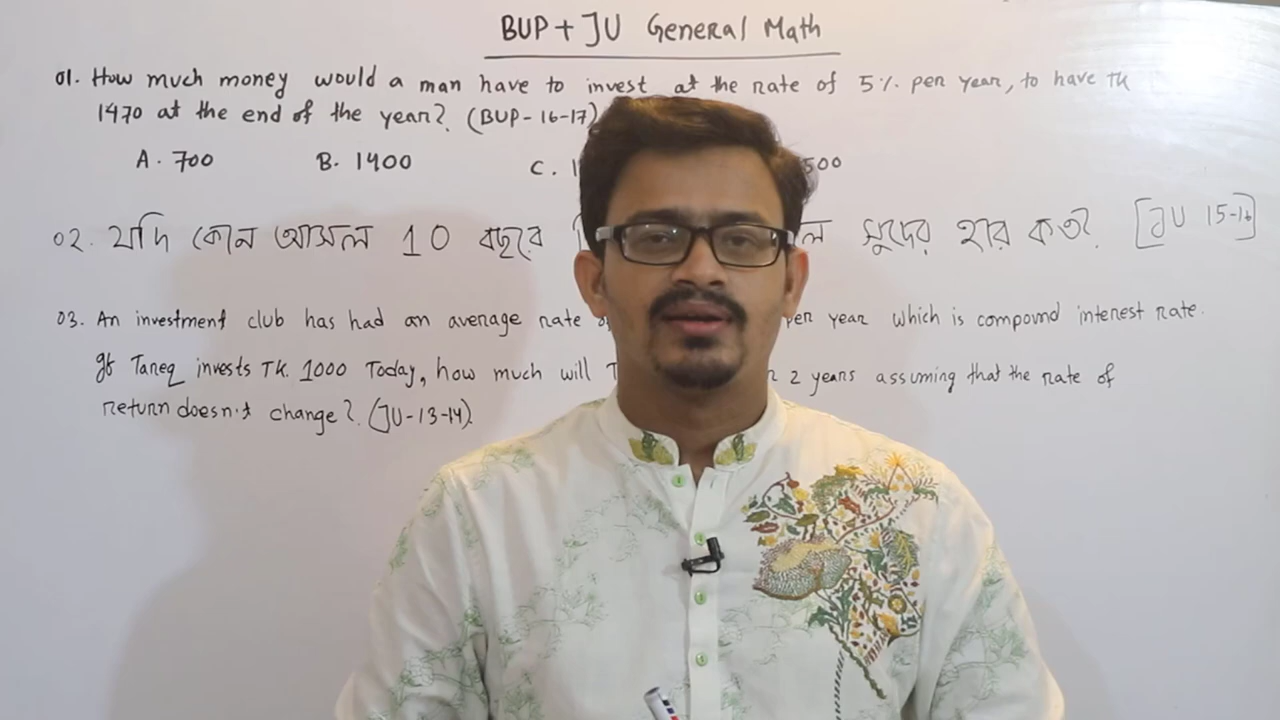 BUP + JU General Math
01. How much money would a man have to invest at the rate of 5% per year, to have tk
1470 at the end of the year? (BUP-16-17)
A. 700 B. 1400 C. 1 500
02. যদি কোন আসল 10 বছরে ল সুদের হার কত? [JU 15-16]
03. An investment club has had an average rate per year which is compound interest rate.
If Tareq invests TK. 1000 Today, how much will T 2 years assuming that the rate of
return doesn't change? (JU-13-14).